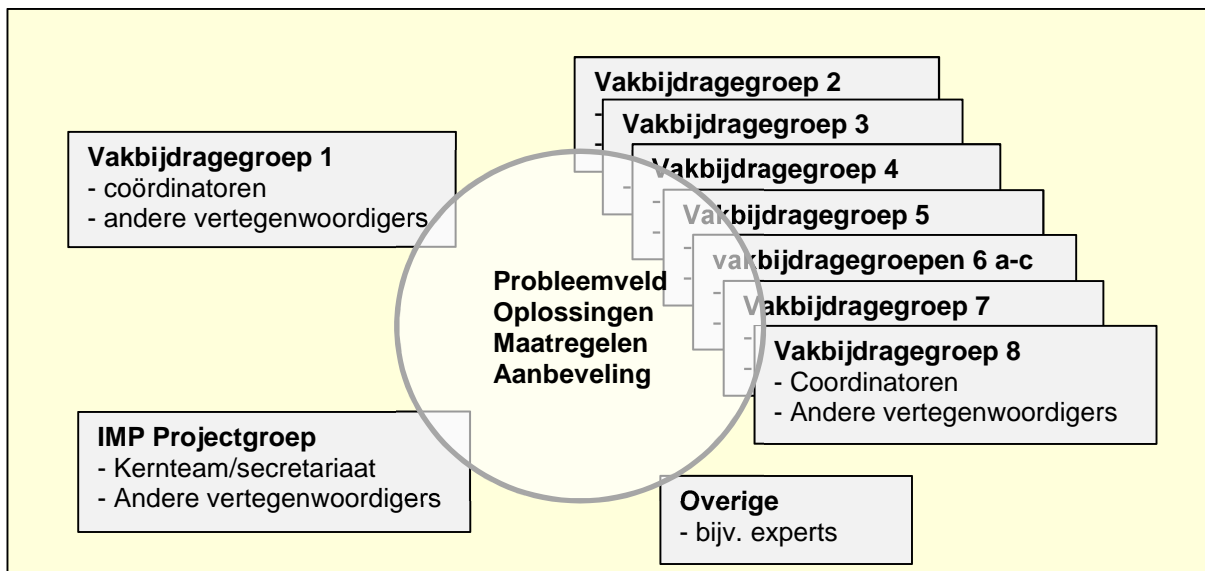 Vakbijdragegroep 1
- coördinatoren
- andere vertegenwoordigers
Vakbijdragegroep 2
-
-
Vakbijdragegroep 3
-
Vakbijdragegroep 4
-
-
Vakbijdragegroep 5
-
-
vakbijdragegroepen 6 a-c
-
-
Vakbijdragegroep 7
-
-
Vakbijdragegroep 8
- Coordinatoren
- Andere vertegenwoordigers
Probleemveld
Oplossingen
Maatregelen
Aanbeveling
IMP Projectgroep
- Kernteam/secretariaat
- Andere vertegenwoordigers
Overige
- bijv. experts